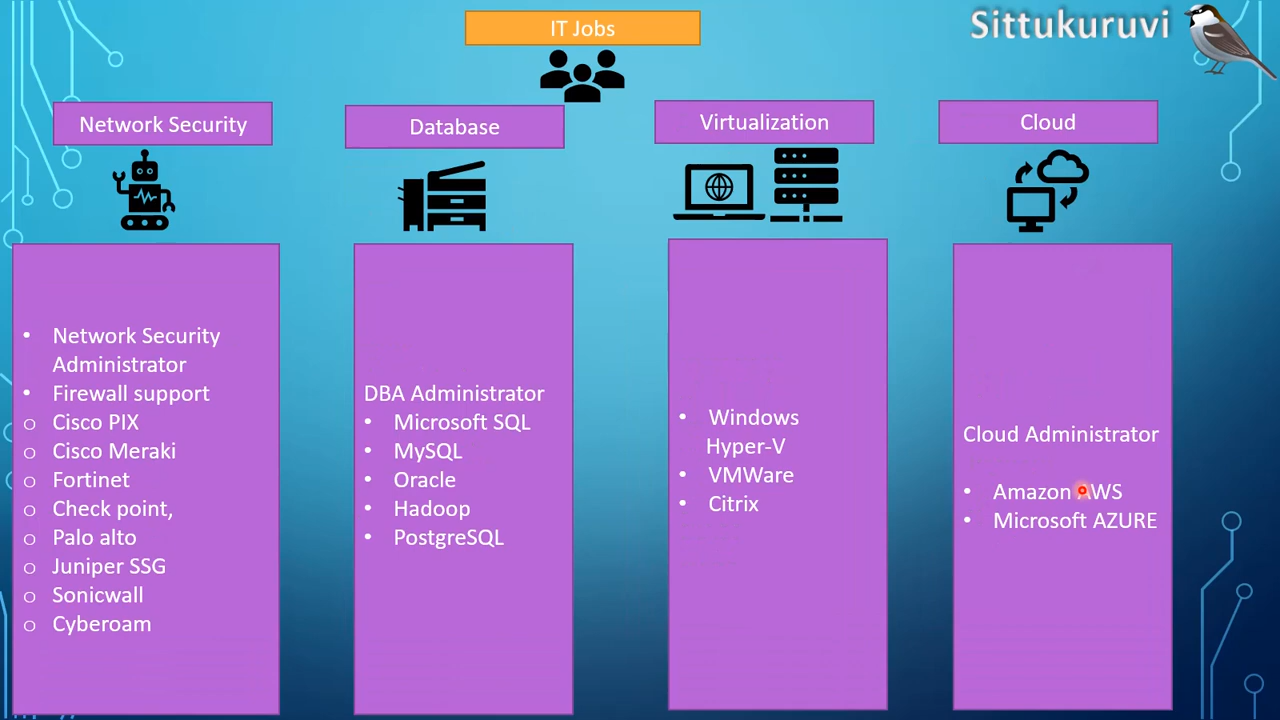 IT Jobs
Sittukuruvi
Network Security
Database
Virtualization
Cloud
• Network Security
Administrator
• Firewall support
o Cisco PIX
o Cisco Meraki
o Fortinet
o Check point,
o Palo alto
o Juniper SSG
o Sonicwall
o Cyberoam
DBA Administrator
• Microsoft SQL
• MySQL
• Oracle
• Hadoop
• PostgreSQL
• Windows
Hyper-V
• VMWare
• Citrix
Cloud Administrator
• Amazon AWS
• Microsoft AZURE